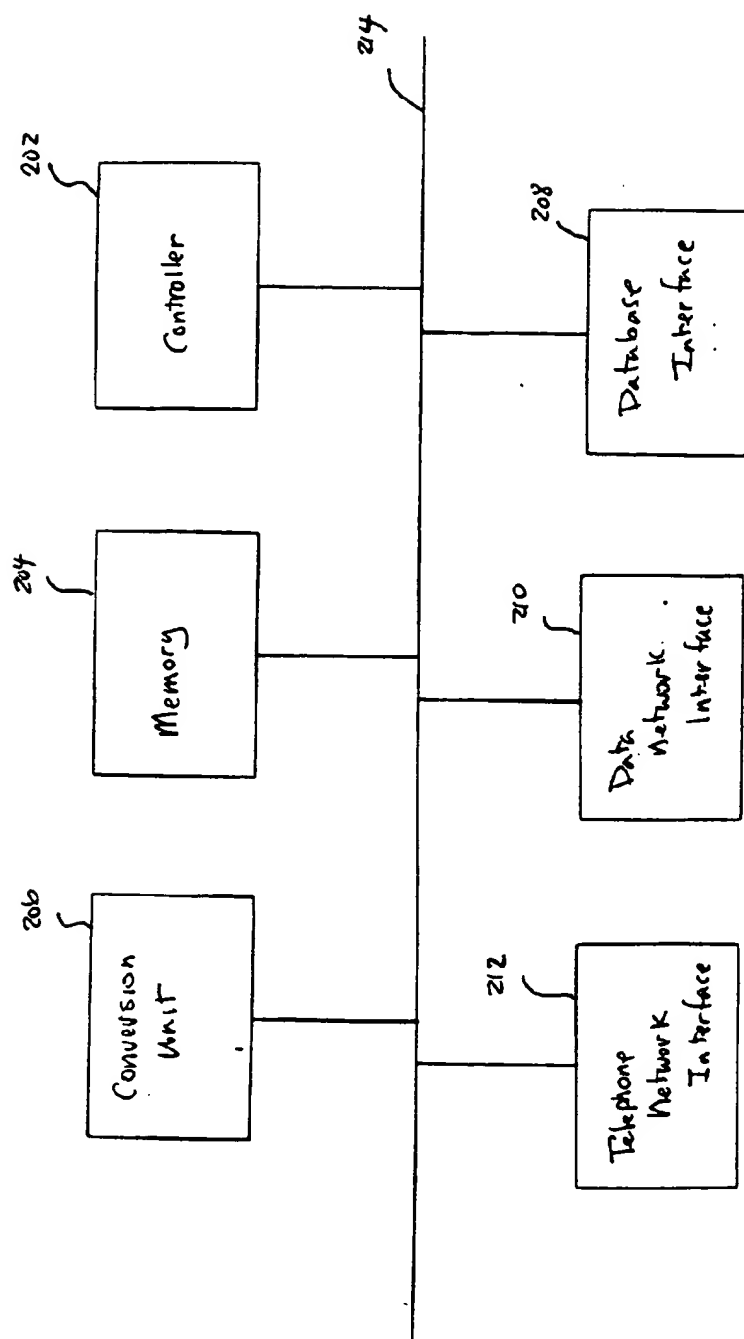 206
Conversion
Unit
204
Memory
202
Controller
214
212
Telephone
Network
Interface
210
Data
Network
Interface
208
Database
Interface